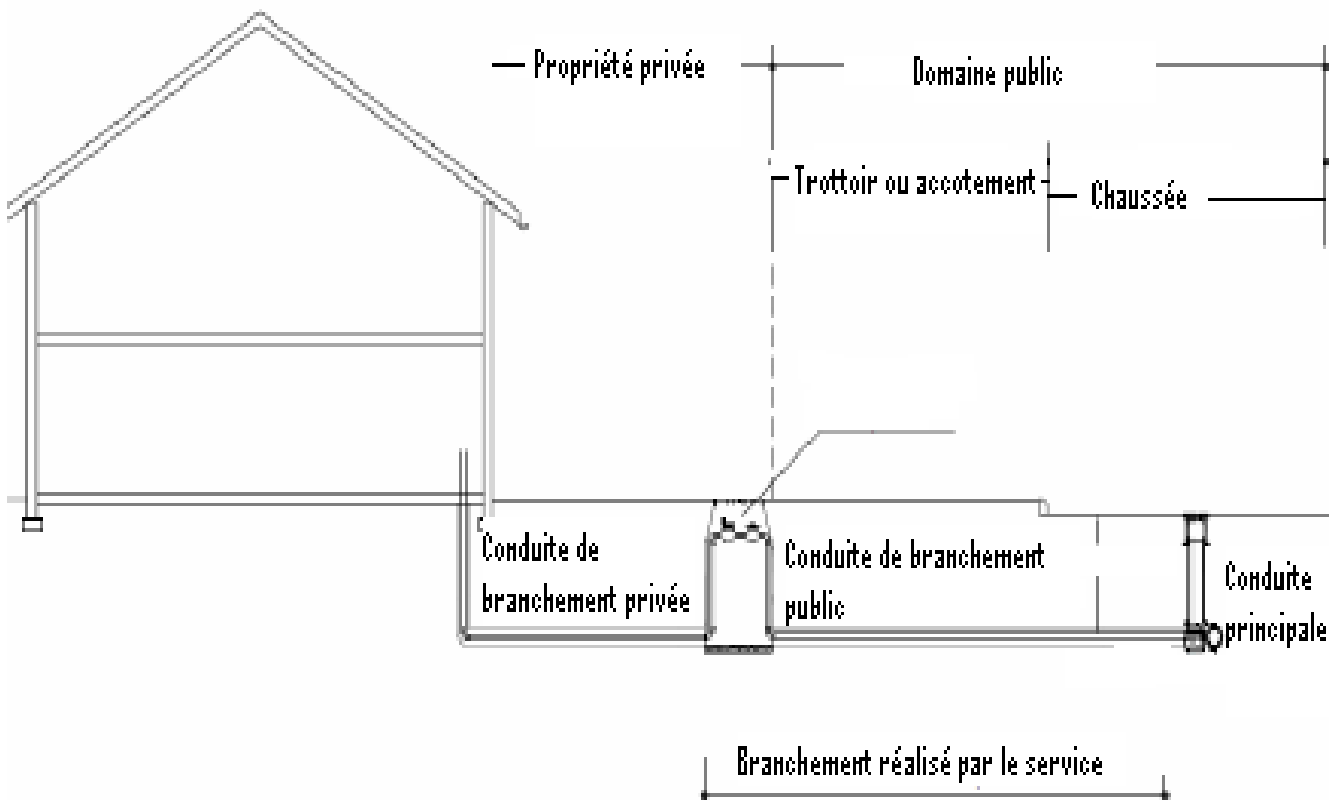 Propriété privée
Domaine public
Trottoir ou accotement
Chaussée
Conduite de
branchement privée
Conduite de branchement
public
Conduite
principale
Branchement réalisé par le service